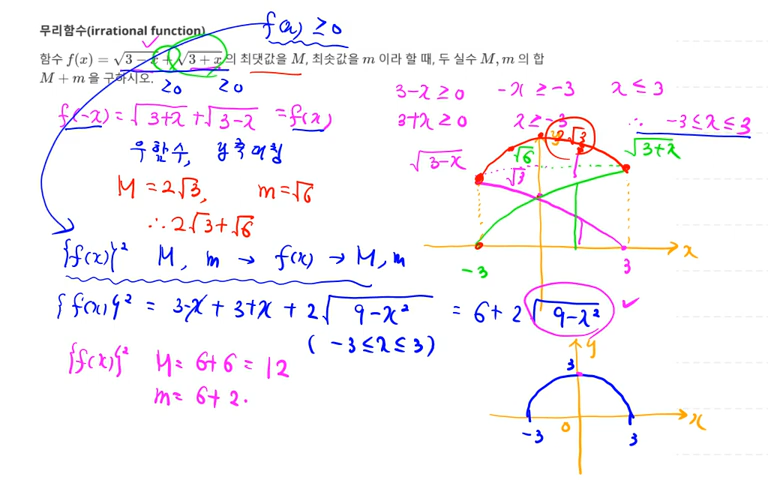 무리함수(irrational function)
f(x) ≥ 0
함수 f(x) = √3−x + √3+x 의 최댓값을 M, 최솟값을 m 이라 할 때, 두 실수 M, m 의 합
M + m 을 구하시오.
≥0 ≥0
3−x ≥ 0 −x ≥ −3 x ≤ 3
f(−x) = √3+x + √3−x = f(x)
3+x ≥ 0 x ≥ −3 ∴ −3 ≤ x ≤ 3
우함수, y축대칭
y 2√3
√3−x √6 √3 √3+x
M = 2√3, m = √6
∴ 2√3+√6
{f(x)}² M, m → f(x) → M, m
x
−3 3
{f(x)}² = 3−x + 3+x + 2√9−x² = 6+2√9−x²
( −3 ≤ x ≤ 3 )
{f(x)}² M = 6+6 = 12
m = 6+2·
y
3
x
−3 0 3